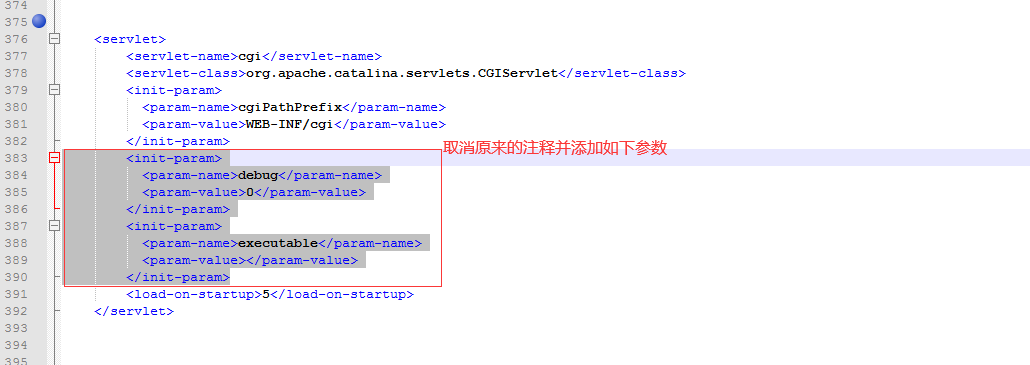 374
375
376 <servlet>
377 <servlet-name>cgi</servlet-name>
378 <servlet-class>org.apache.catalina.servlets.CGIServlet</servlet-class>
379 <init-param>
380 <param-name>cgiPathPrefix</param-name>
381 <param-value>WEB-INF/cgi</param-value>
382 </init-param>
取消原来的注释并添加如下参数
383 <init-param>
384 <param-name>debug</param-name>
385 <param-value>0</param-value>
386 </init-param>
387 <init-param>
388 <param-name>executable</param-name>
389 <param-value></param-value>
390 </init-param>
391 <load-on-startup>5</load-on-startup>
392 </servlet>
393
394
395